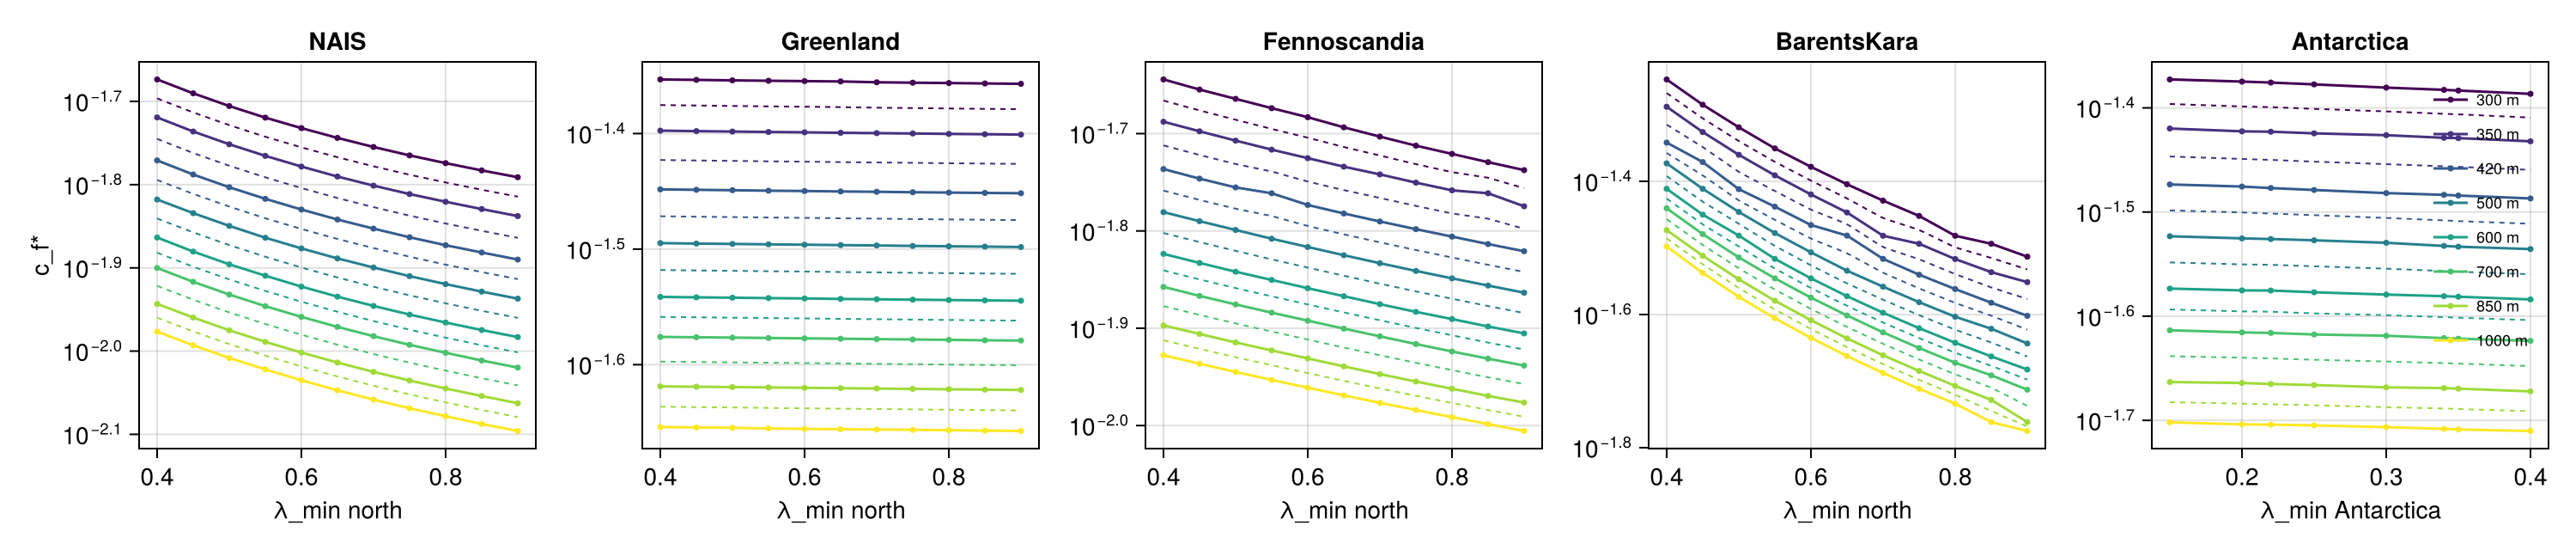 NAIS
Greenland
Fennoscandia
BarentsKara
Antarctica
c_f*
10^−1.7
10^−1.8
10^−1.9
10^−2.0
10^−2.1
0.4 0.6 0.8
λ_min north
10^−1.4
10^−1.5
10^−1.6
0.4 0.6 0.8
λ_min north
10^−1.7
10^−1.8
10^−1.9
10^−2.0
0.4 0.6 0.8
λ_min north
10^−1.4
10^−1.6
10^−1.8
0.4 0.6 0.8
λ_min north
10^−1.4
10^−1.5
10^−1.6
10^−1.7
0.2 0.3 0.4
λ_min Antarctica
300 m
350 m
420 m
500 m
600 m
700 m
850 m
1000 m